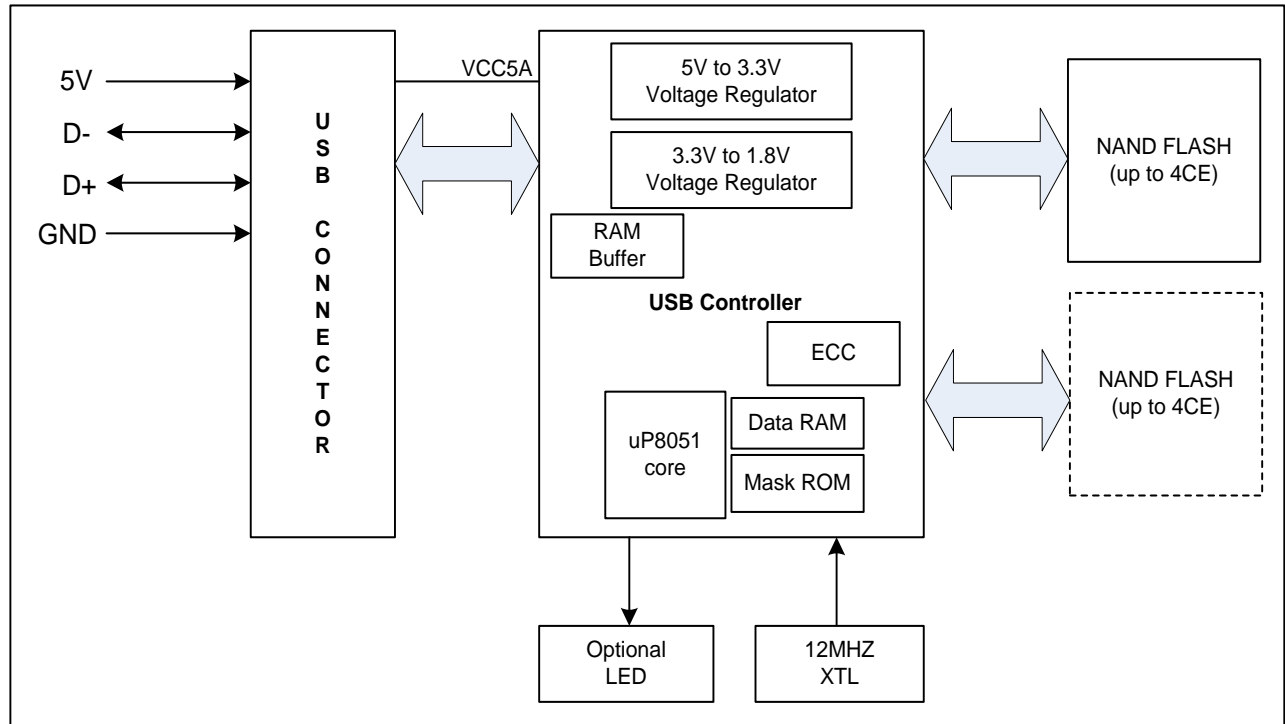 5V
D-
D+
GND
USB CONNECTOR
VCC5A
5V to 3.3V
Voltage Regulator
3.3V to 1.8V
Voltage Regulator
RAM
Buffer
USB Controller
ECC
uP8051
core
Data RAM
Mask ROM
NAND FLASH
(up to 4CE)
NAND FLASH
(up to 4CE)
Optional
LED
12MHZ
XTL